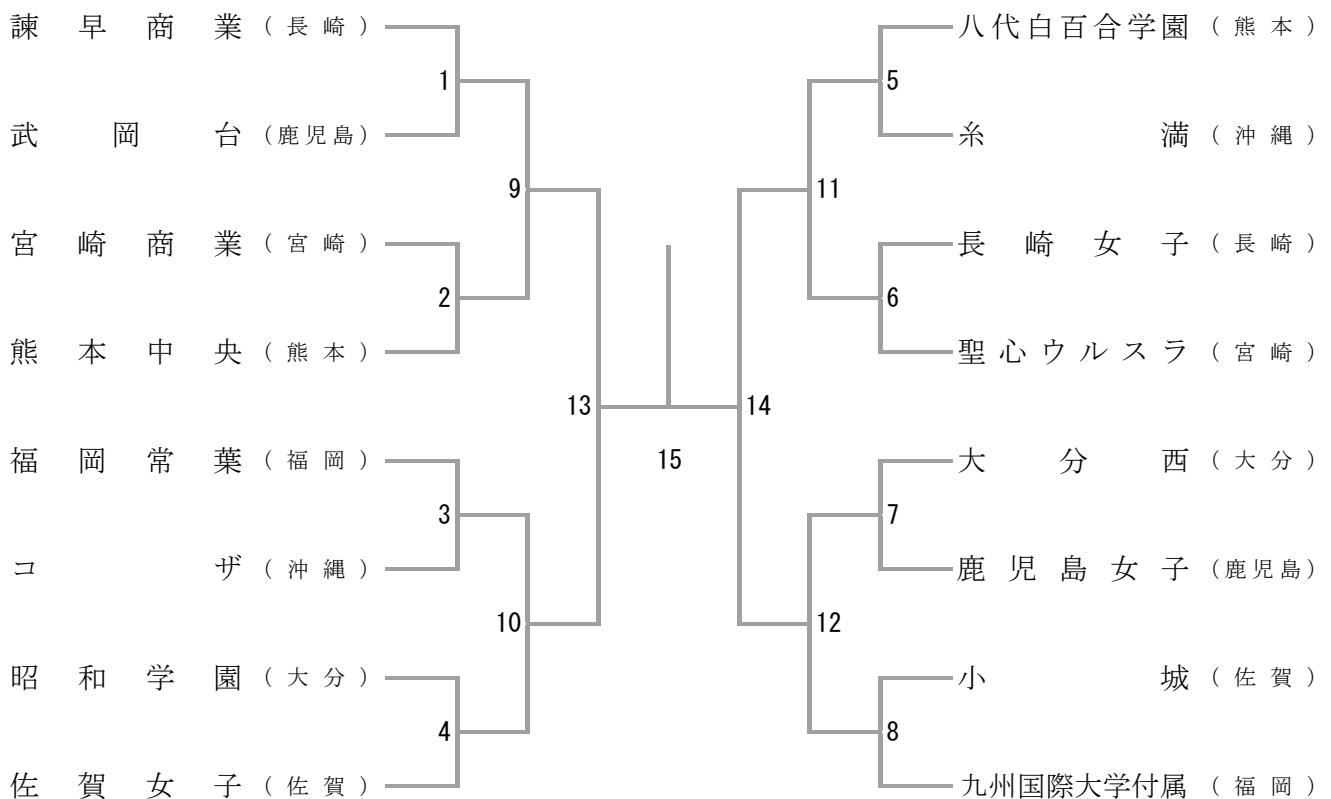 諫早商業（長崎）
1
武岡台（鹿児島）
9
宮崎商業（宮崎）
2
熊本中央（熊本）
13
福岡常葉（福岡）
3
コザ（沖縄）
10
昭和学園（大分）
4
佐賀女子（佐賀）
15
八代白百合学園（熊本）
5
糸満（沖縄）
11
長崎女子（長崎）
6
聖心ウルスラ（宮崎）
14
大分西（大分）
7
鹿児島女子（鹿児島）
12
小城（佐賀）
8
九州国際大学付属（福岡）